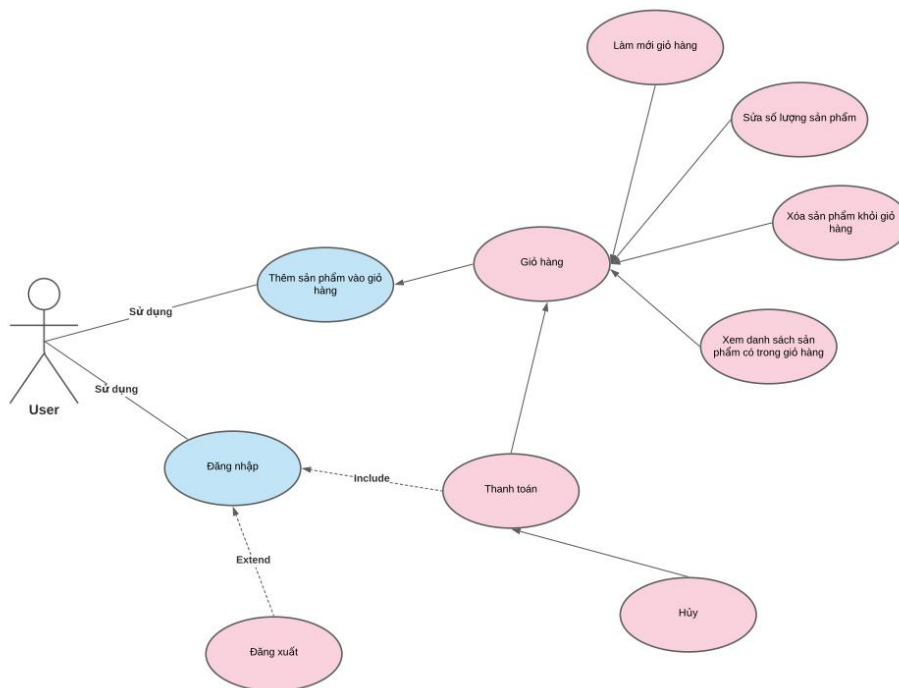 Làm mới giỏ hàng
Sửa số lượng sản phẩm
Xóa sản phẩm khỏi giỏ
hàng
Giỏ hàng
Thêm sản phẩm vào giỏ
hàng
Sử dụng
Xem danh sách sản
phẩm có trong giỏ hàng
Sử dụng
User
Đăng nhập
Include
Thanh toán
Extend
Hủy
Đăng xuất